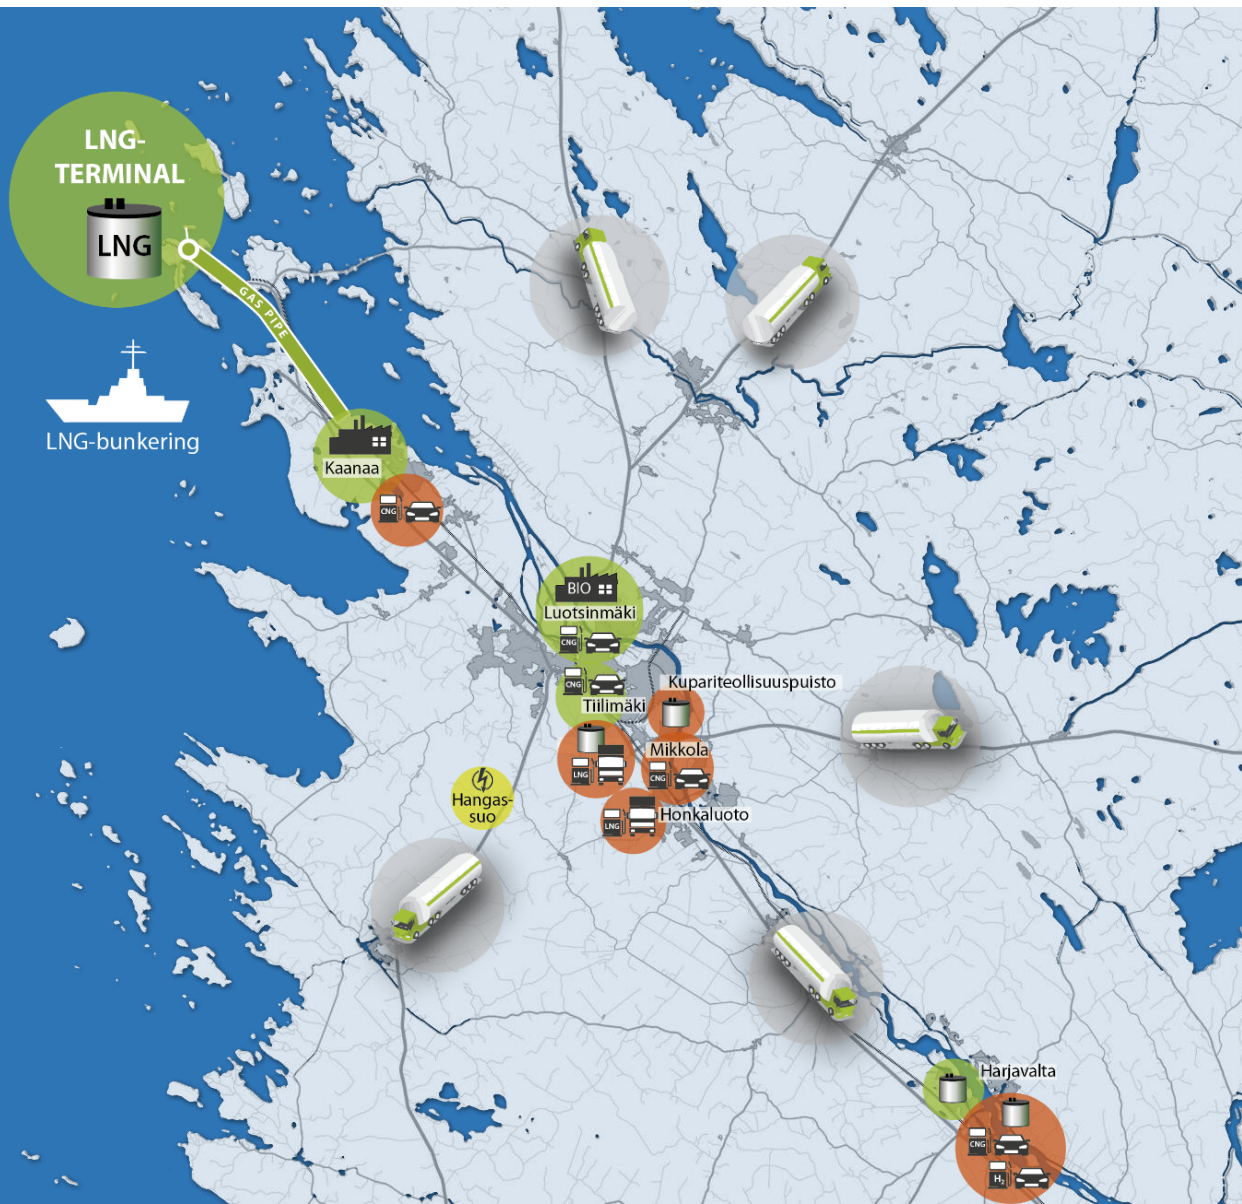 LNG-
TERMINAL
LNG
GAS PIPE
LNG-bunkering
Kaanaa
CNG
BIO
Luotsinmäki
CNG
CNG
Tiilimäki
Kupariteollisuuspuisto
LNG
Mikkola
CNG
Hangas-
suo
LNG
Honkaluoto
Harjavalta
CNG
H₂